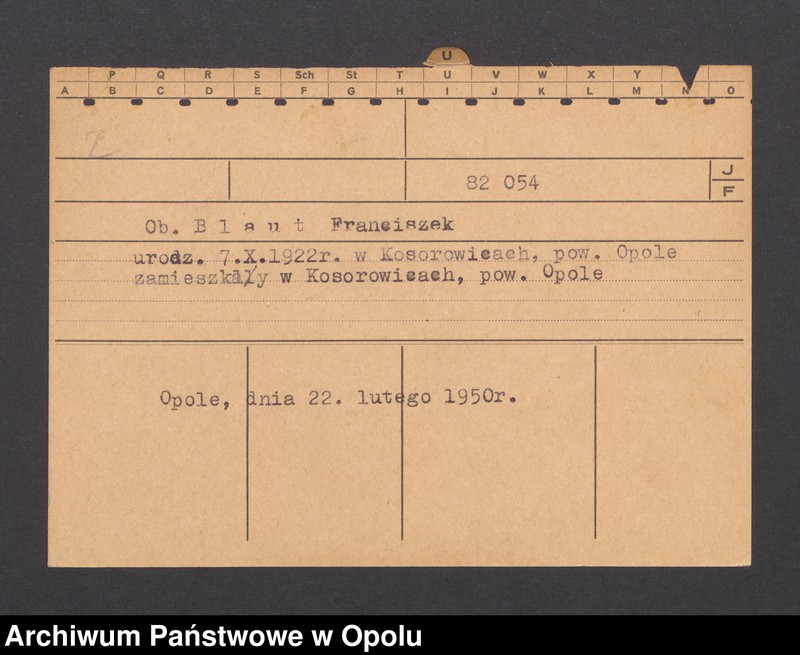 U
P Q R S Sch St T U V W X Y
A B C D E F G H I J K L M N O
82 054
J
F
Ob. B l a u t Franciszek
urodz. 7.X.1922r. w Kosorowicach, pow. Opole
zamieszkały w Kosorowicach, pow. Opole
Opole, dnia 22. lutego 1950r.
Archiwum Państwowe w Opolu